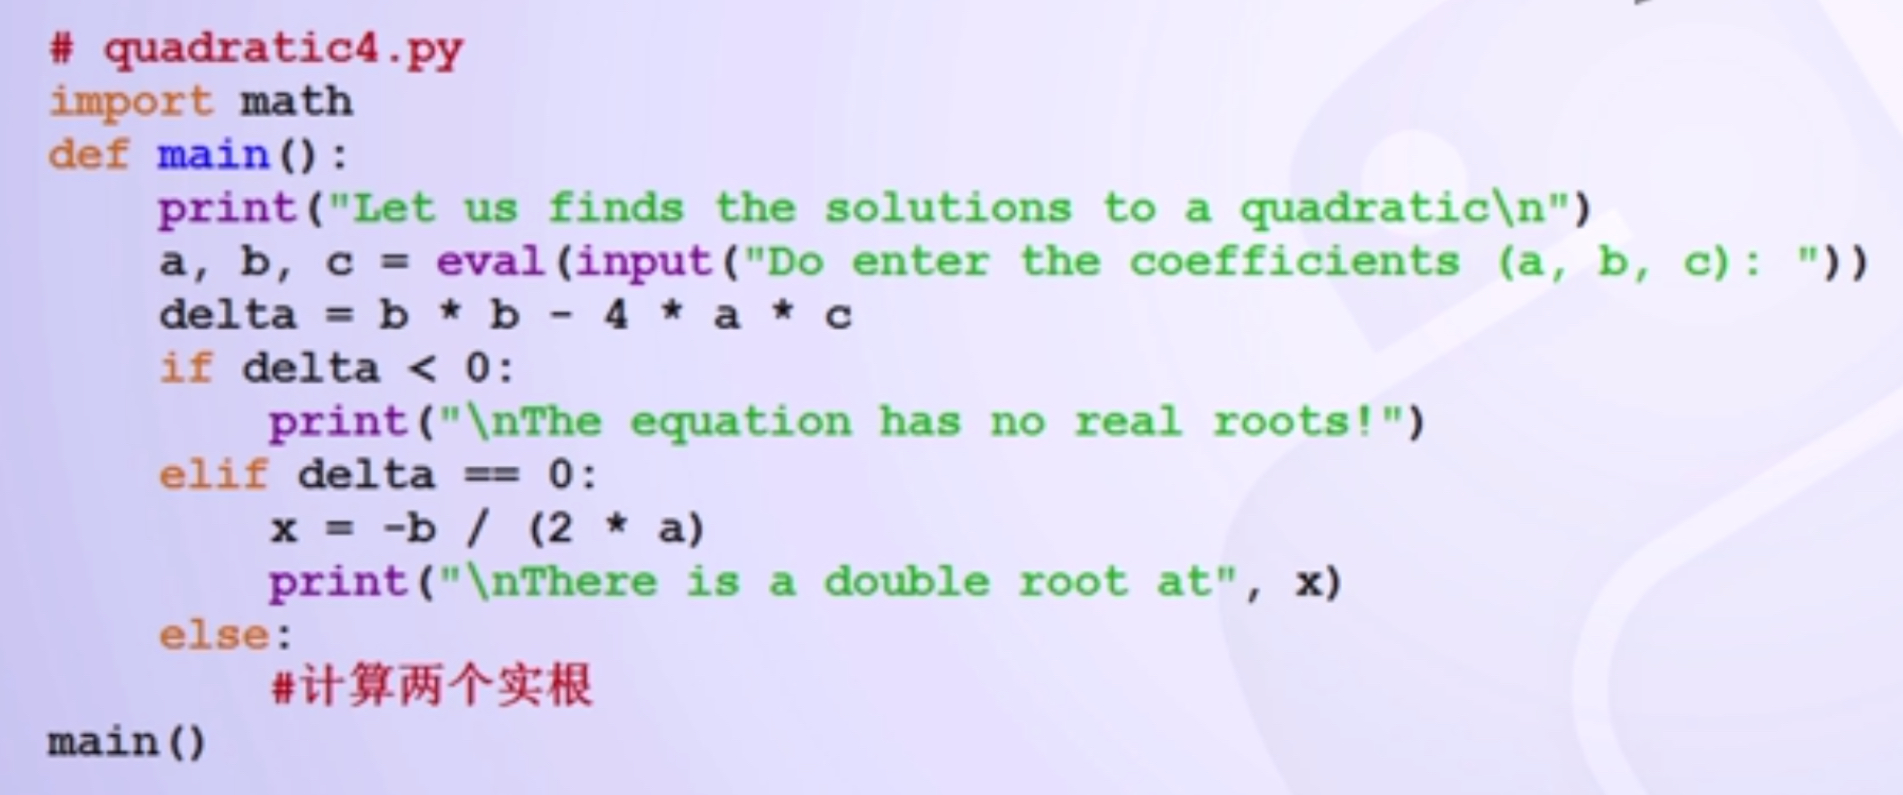 # quadratic4.py
import math
def main():
    print("Let us finds the solutions to a quadratic\n")
    a, b, c = eval(input("Do enter the coefficients (a, b, c): "))
    delta = b * b - 4 * a * c
    if delta < 0:
        print("\nThe equation has no real roots!")
    elif delta == 0:
        x = -b / (2 * a)
        print("\nThere is a double root at", x)
    else:
        #计算两个实根
main()